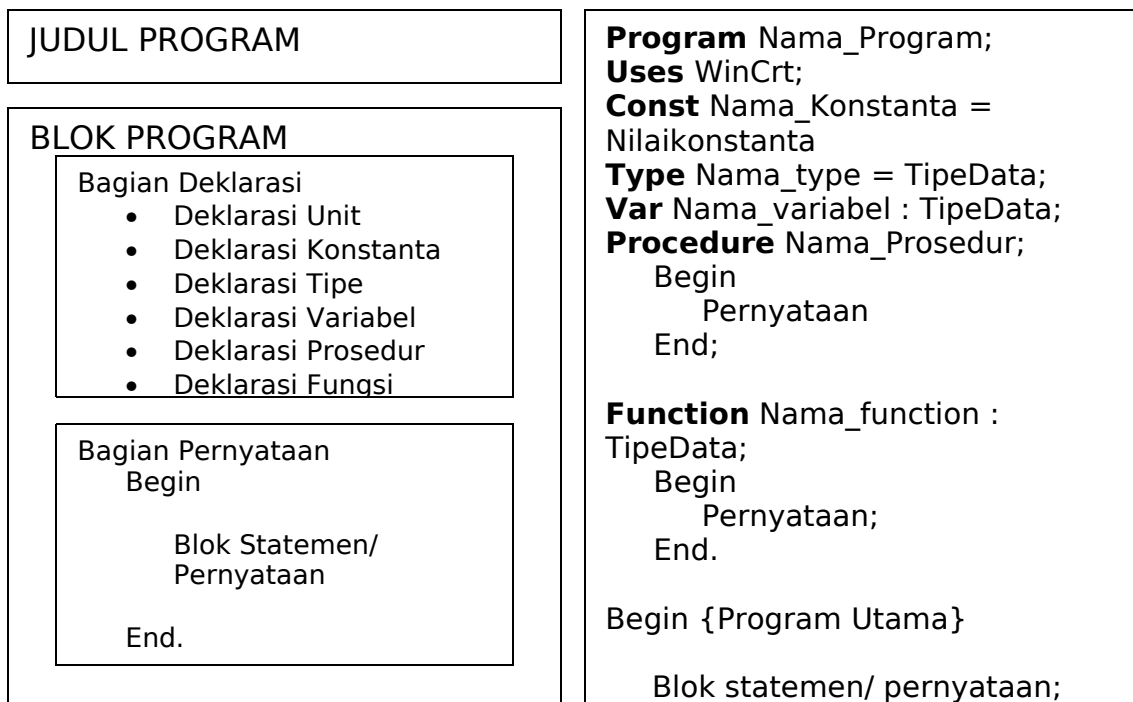 JUDUL PROGRAM
BLOK PROGRAM
Bagian Deklarasi
• Deklarasi Unit
• Deklarasi Konstanta
• Deklarasi Tipe
• Deklarasi Variabel
• Deklarasi Prosedur
• Deklarasi Fungsi
Bagian Pernyataan
Begin
Blok Statemen/
Pernyataan
End.
Program Nama_Program;
Uses WinCrt;
Const Nama_Konstanta =
Nilaikonstanta
Type Nama_type = TipeData;
Var Nama_variabel : TipeData;
Procedure Nama_Prosedur;
Begin
Pernyataan
End;
Function Nama_function :
TipeData;
Begin
Pernyataan;
End.
Begin {Program Utama}
Blok statemen/ pernyataan;